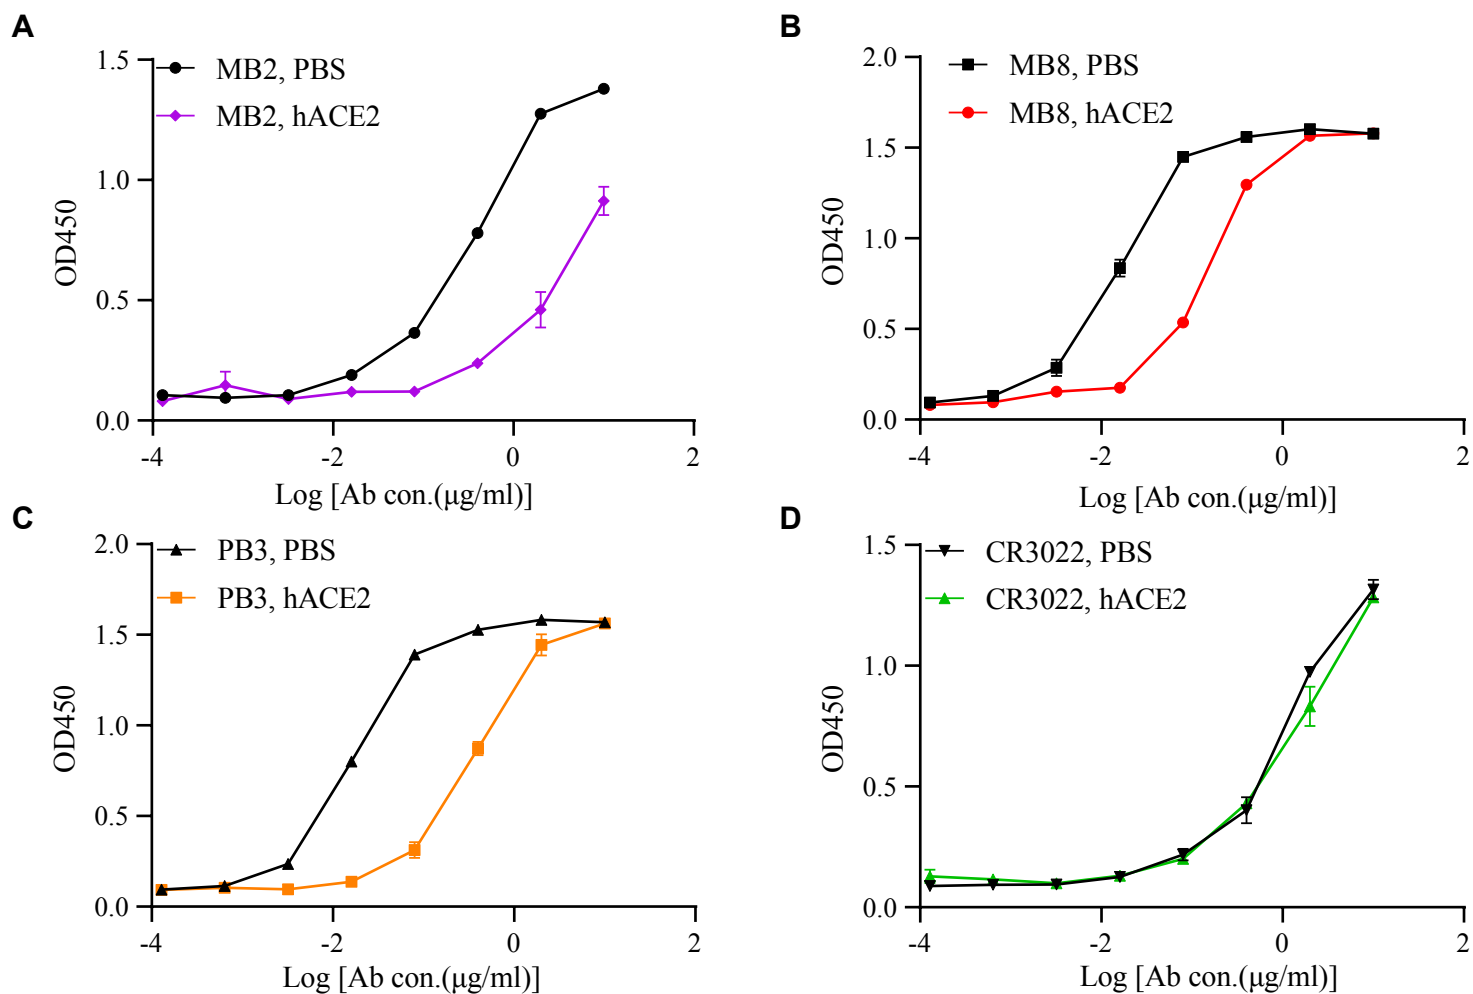 A
1.5
1.0
0.5
0.0
OD450
MB2, PBS
MB2, hACE2
-4
-2
0
2
Log [Ab con.(μg/ml)]
B
2.0
1.5
1.0
0.5
0.0
OD450
MB8, PBS
MB8, hACE2
-4
-2
0
2
Log [Ab con.(μg/ml)]
C
2.0
1.5
1.0
0.5
0.0
OD450
PB3, PBS
PB3, hACE2
-4
-2
0
2
Log [Ab con.(μg/ml)]
D
1.5
1.0
0.5
0.0
OD450
CR3022, PBS
CR3022, hACE2
-4
-2
0
2
Log [Ab con.(μg/ml)]